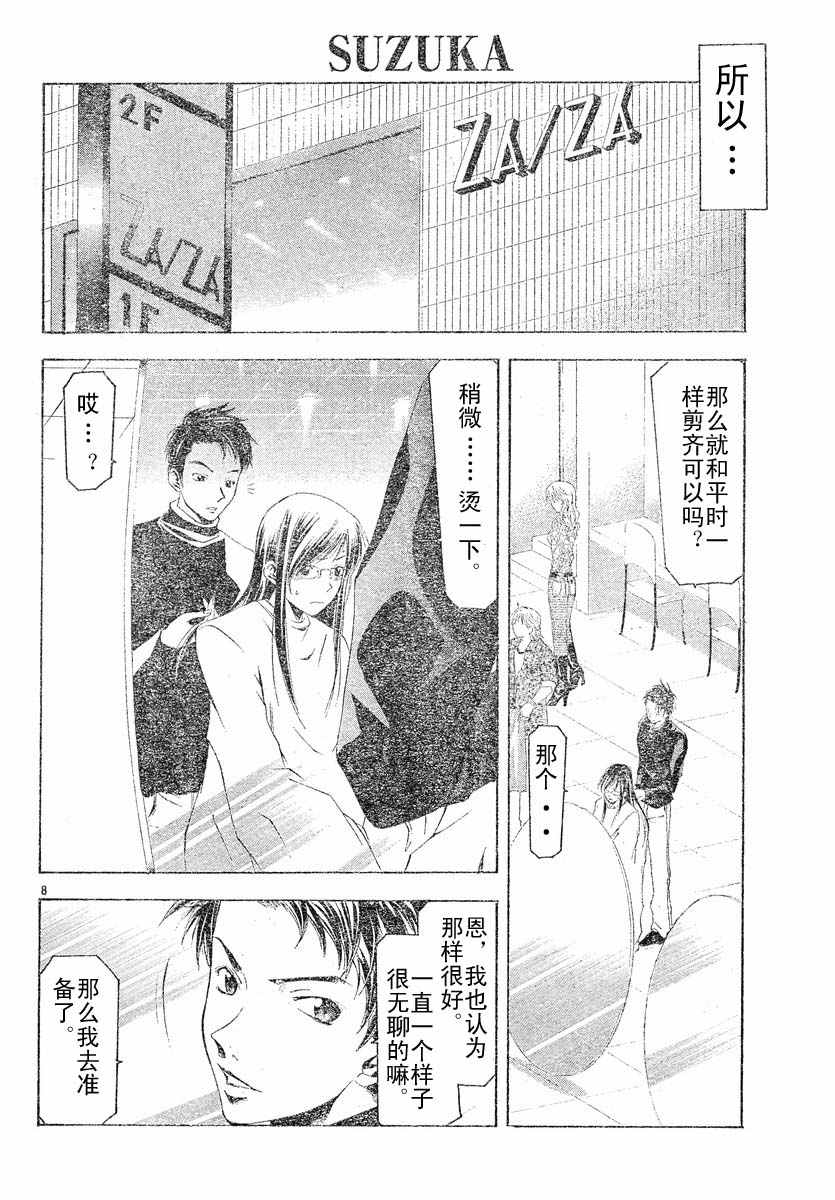 SUZUKA
所以…
ZA/ZA
2F
ZA/ZA
1F
那么就和平时一
样剪齐可以吗？
那个··
稍微……烫一下。
哎…？
恩，我也认为
那样很好。
一直一个样子
很无聊的嘛。
那么我去准
备了。
8